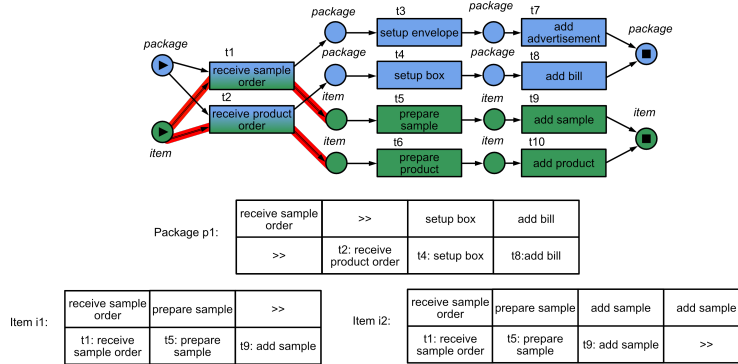 package
t3
package
t7
package
setup envelope
add
advertisement
package
t1
package
t4
package
t8
receive sample
order
setup box
add bill
t2
item
t5
item
t9
item
receive product
order
prepare
sample
add sample
item
item
t6
item
t10
prepare
product
add product
Package p1:
receive sample
order
>>
setup box
add bill
>>
t2: receive
product order
t4: setup box
t8:add bill
Item i1:
receive sample
order
prepare sample
>>
t1: receive
sample order
t5: prepare
sample
t9: add sample
Item i2:
receive sample
order
prepare sample
add sample
add sample
t1: receive
sample order
t5: prepare
sample
t9: add sample
>>